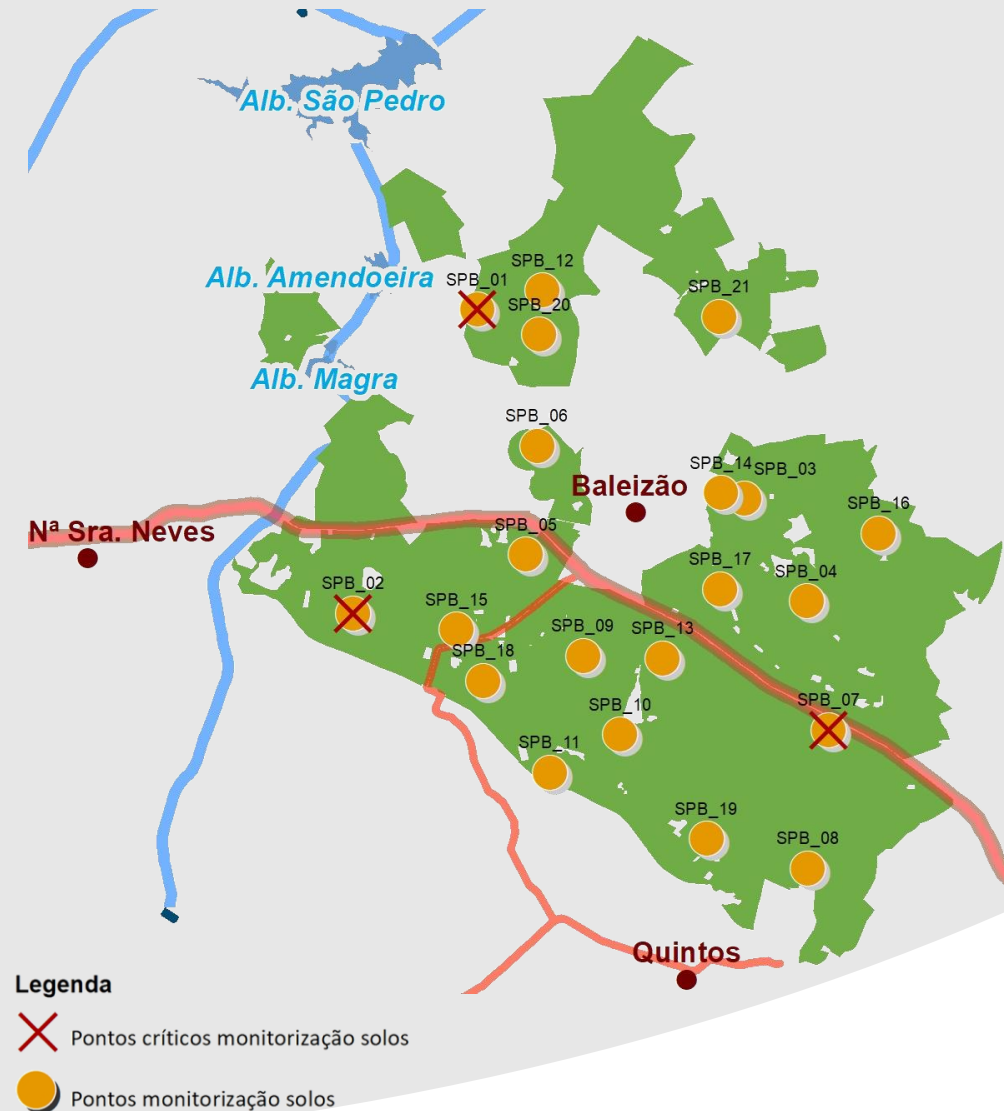 Alb. São Pedro
SPB_12
Alb. Amendoeira
SPB_01
SPB_21
SPB_20
Alb. Magra
SPB_06
SPB_14
SPB_03
Baleizão
SPB_16
Nª Sra. Neves
SPB_05
SPB_17
SPB_04
SPB_02
SPB_15
SPB_09
SPB_13
SPB_18
SPB_07
SPB_10
SPB_11
SPB_19
SPB_08
Quintos
Legenda
Pontos críticos monitorização solos
Pontos monitorização solos